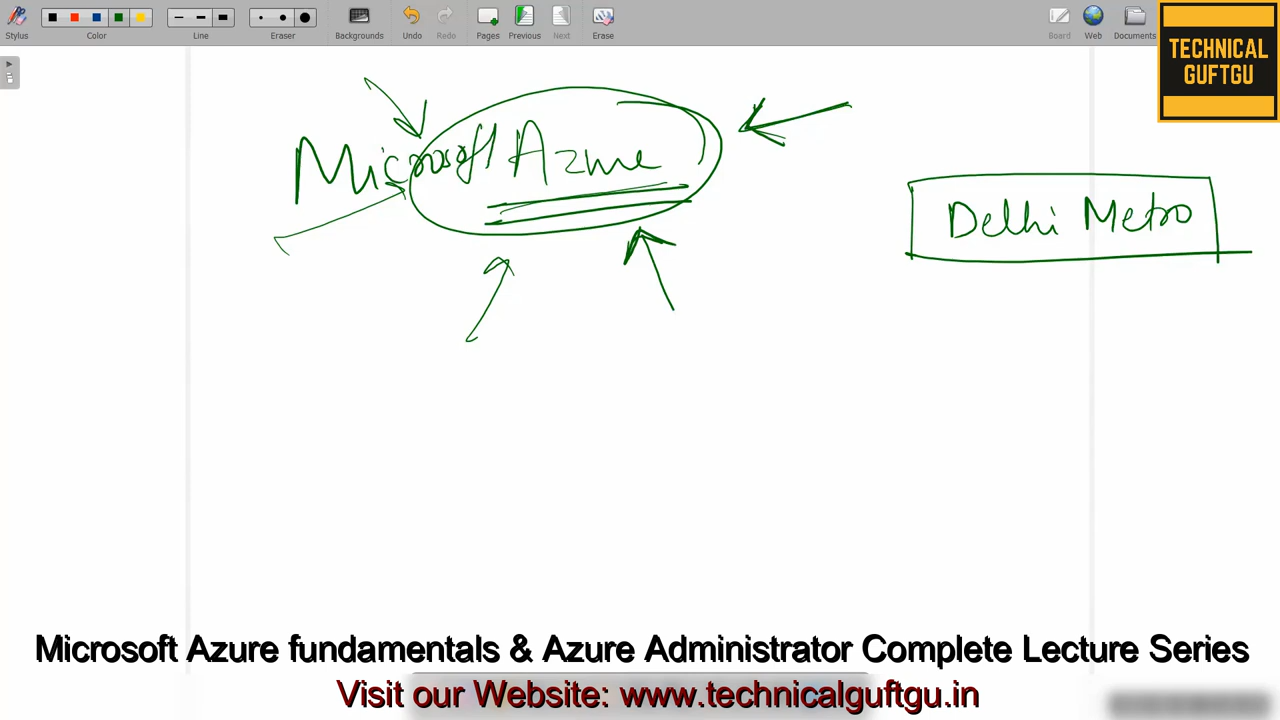 Stylus Color Line Eraser Backgrounds Undo Redo Pages Previous Next Erase Board Web Documents
TECHNICAL
GUFTGU
Microsoft Azure
Delhi Metro
Microsoft Azure fundamentals & Azure Administrator Complete Lecture Series
Visit our Website: www.technicalguftgu.in